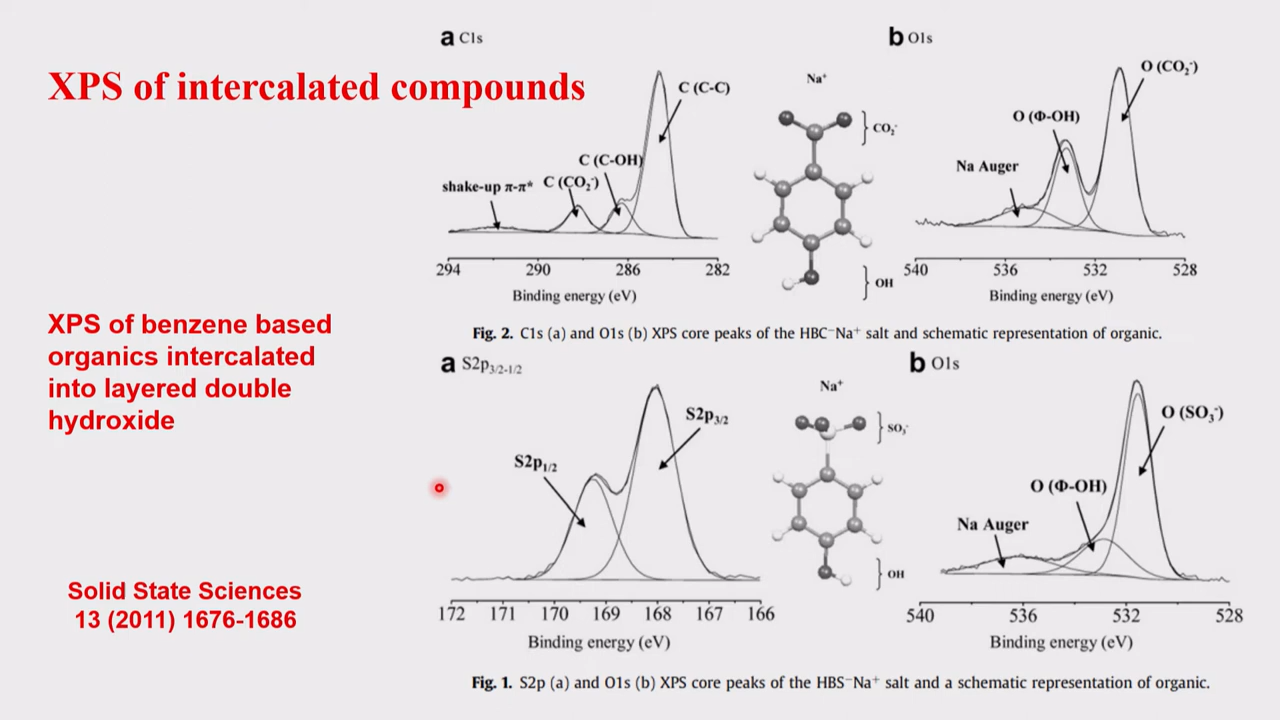 XPS of intercalated compounds
a C1s
C (C-C)
C (C-OH)
C (CO2-)
shake-up π-π*
294 290 286 282
Binding energy (eV)
Na+
CO2-
OH
b O1s
O (CO2-)
O (Φ-OH)
Na Auger
540 536 532 528
Binding energy (eV)
Fig. 2. C1s (a) and O1s (b) XPS core peaks of the HBC−Na+ salt and schematic representation of organic.
XPS of benzene based
organics intercalated
into layered double
hydroxide
a S2p3/2-1/2
S2p3/2
S2p1/2
172 171 170 169 168 167 166
Binding energy (eV)
Na+
SO3-
OH
b O1s
O (SO3-)
O (Φ-OH)
Na Auger
540 536 532 528
Binding energy (eV)
Fig. 1. S2p (a) and O1s (b) XPS core peaks of the HBS−Na+ salt and a schematic representation of organic.
Solid State Sciences
13 (2011) 1676-1686